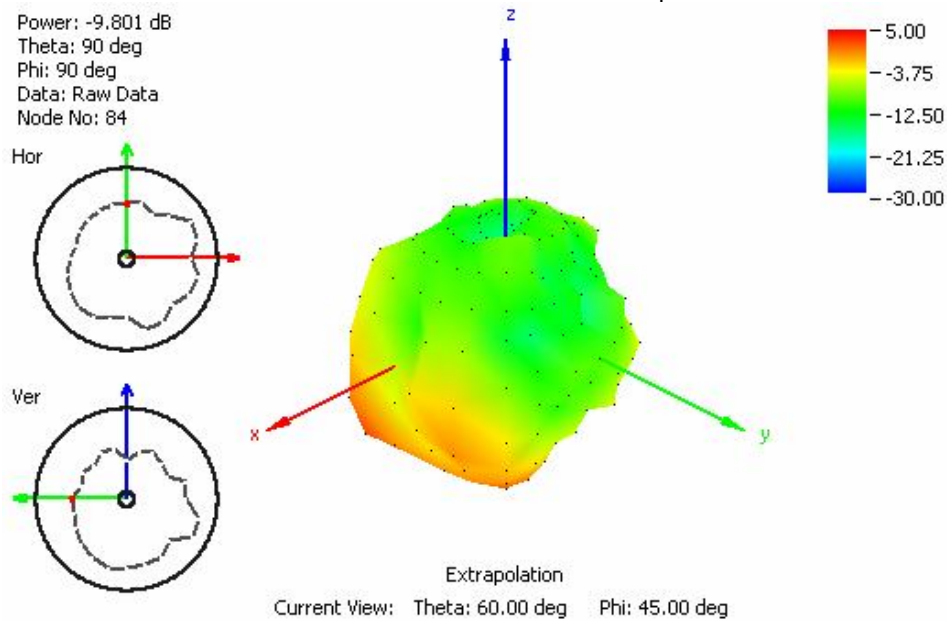 Power: -9.801 dB
Theta: 90 deg
Phi: 90 deg
Data: Raw Data
Node No: 84
Hor
Ver
z
x
y
5.00
-3.75
-12.50
-21.25
-30.00
Extrapolation
Current View: Theta: 60.00 deg Phi: 45.00 deg